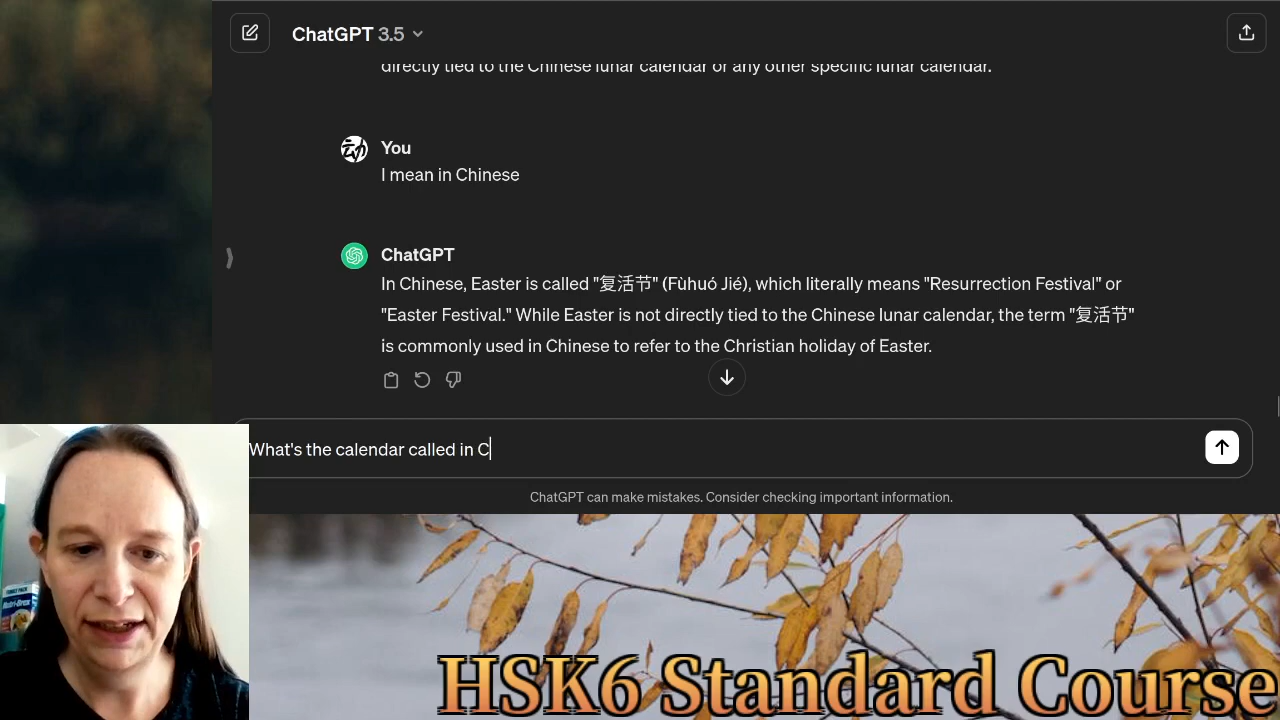 ChatGPT 3.5
directly tied to the Chinese lunar calendar or any other specific lunar calendar.
You
I mean in Chinese
ChatGPT
In Chinese, Easter is called "复活节" (Fùhuó Jié), which literally means "Resurrection Festival" or
"Easter Festival." While Easter is not directly tied to the Chinese lunar calendar, the term "复活节"
is commonly used in Chinese to refer to the Christian holiday of Easter.
What's the calendar called in C
ChatGPT can make mistakes. Consider checking important information.
HSK6 Standard Course